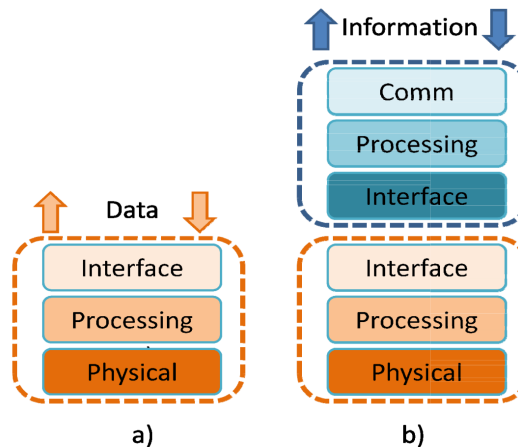 Data
Interface
Processing
Physical
a)
Information
Comm
Processing
Interface
Interface
Processing
Physical
b)